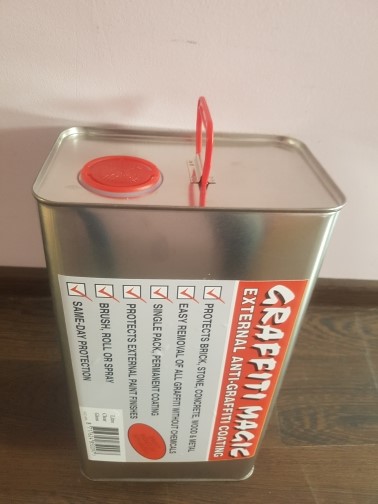 GRAFFITI MAGIC
EXTERNAL ANTI-GRAFFITI COATING
PROTECTS BRICK, STONE, CONCRETE, WOOD & METAL
EASY REMOVAL OF ALL GRAFFITI WITHOUT CHEMICALS
SINGLE PACK, PERMANENT COATING
PROTECTS EXTERNAL PAINT FINISHES
BRUSH, ROLL OR SPRAY
SAME-DAY PROTECTION